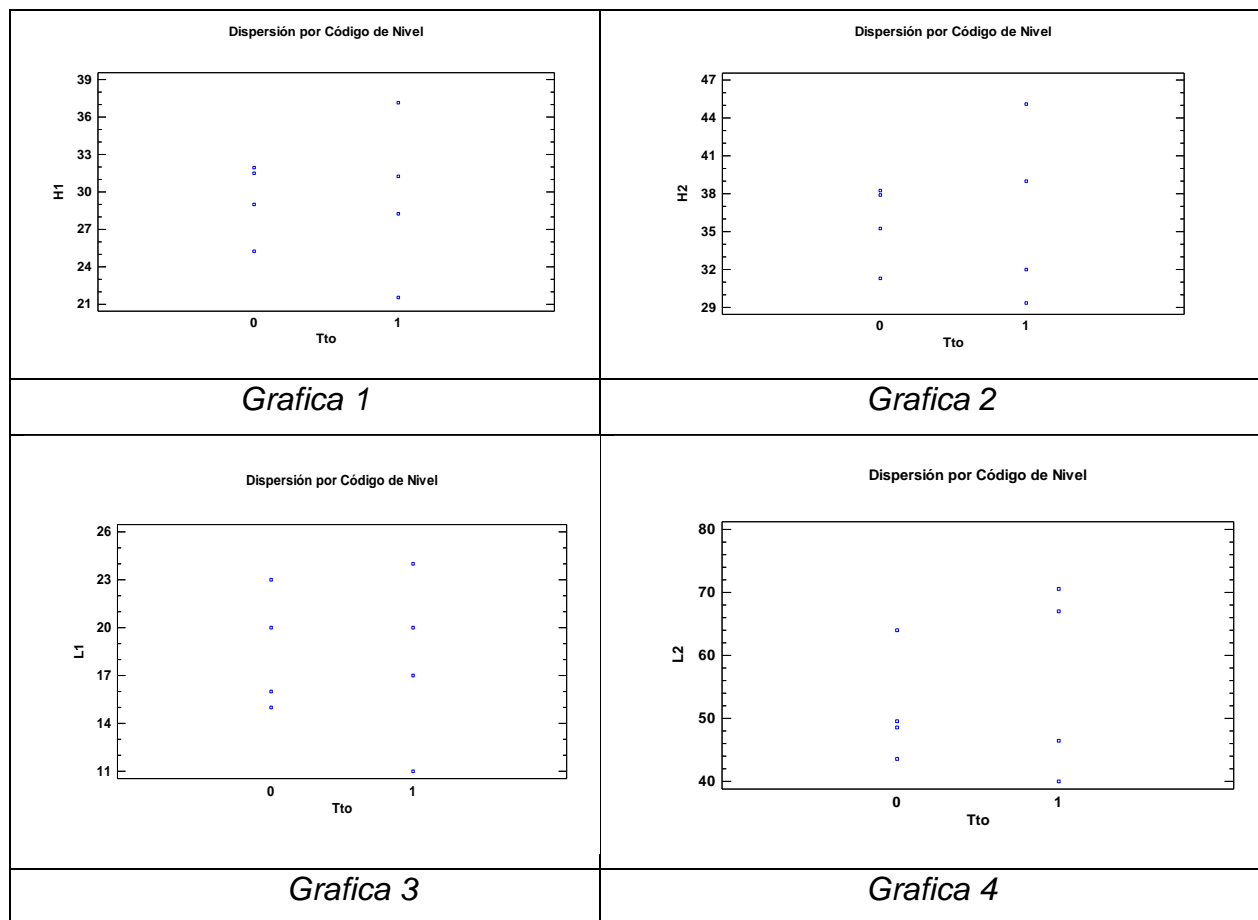 Dispersión por Código de Nivel
H1
39
36
33
30
27
24
21
0 1
Tto
Grafica 1
Dispersión por Código de Nivel
H2
47
44
41
38
35
32
29
0 1
Tto
Grafica 2
Dispersión por Código de Nivel
L1
26
23
20
17
14
11
0 1
Tto
Grafica 3
Dispersión por Código de Nivel
L2
80
70
60
50
40
0 1
Tto
Grafica 4